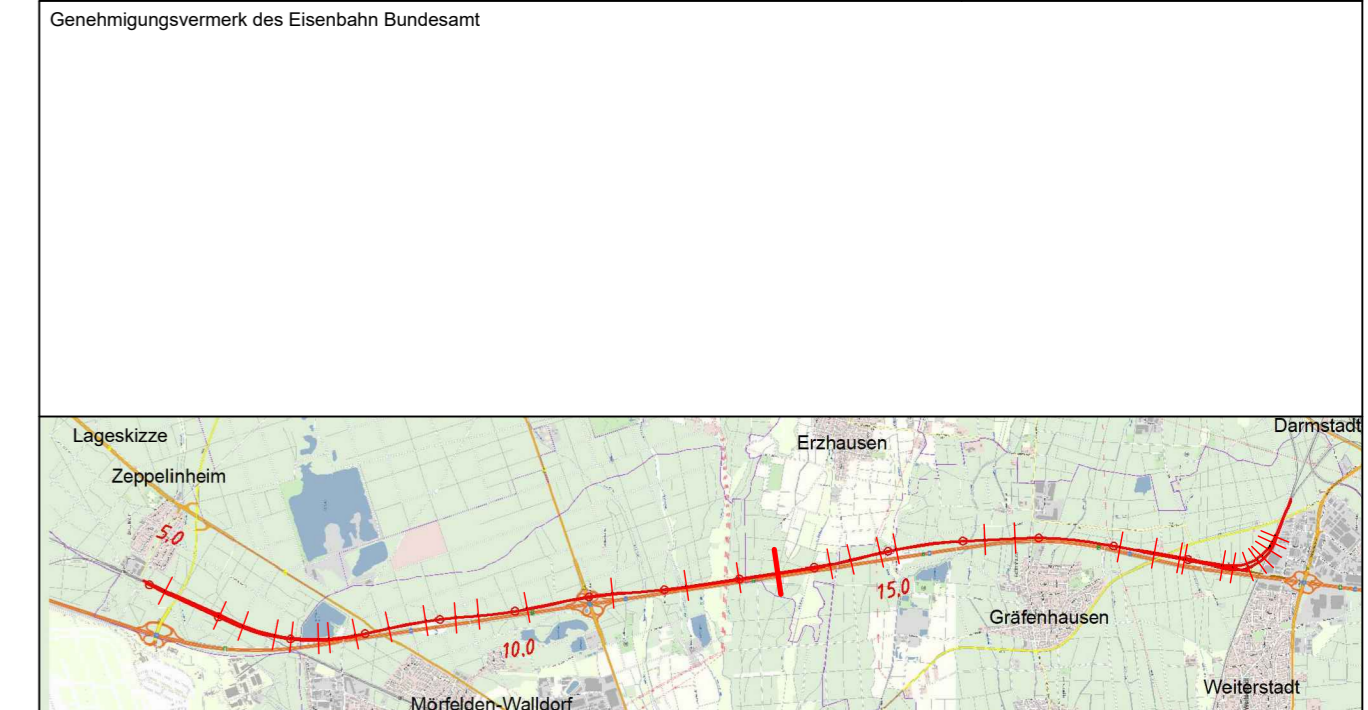 Genehmigungsvermerk des Eisenbahn Bundesamt
Lageskizze
Darmstadt
Erzhausen
Zeppelinheim
5,0
15,0
Gräfenhausen
10,0
Weiterstadt
Mörfelden-Walldorf